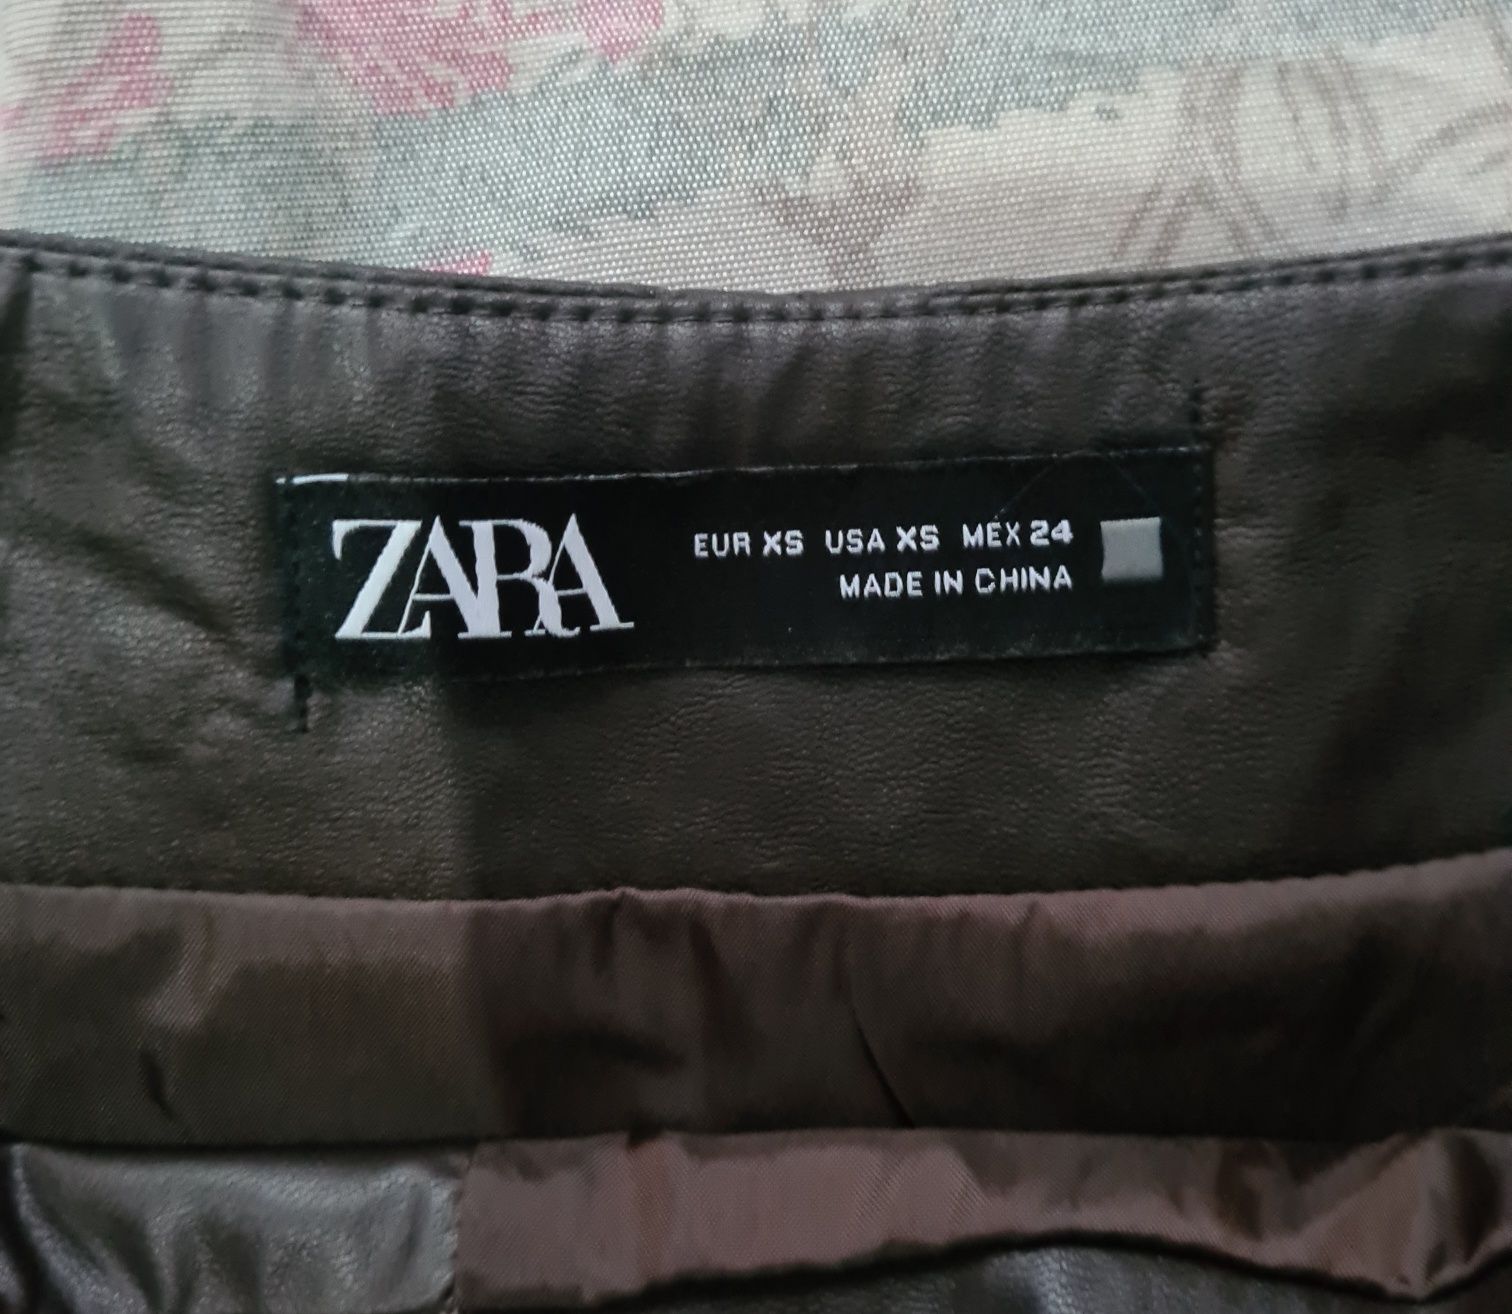 ZARA
EUR XS USA XS MEX 24
MADE IN CHINA